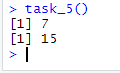 > task_5()
[1] 7
[1] 15
>